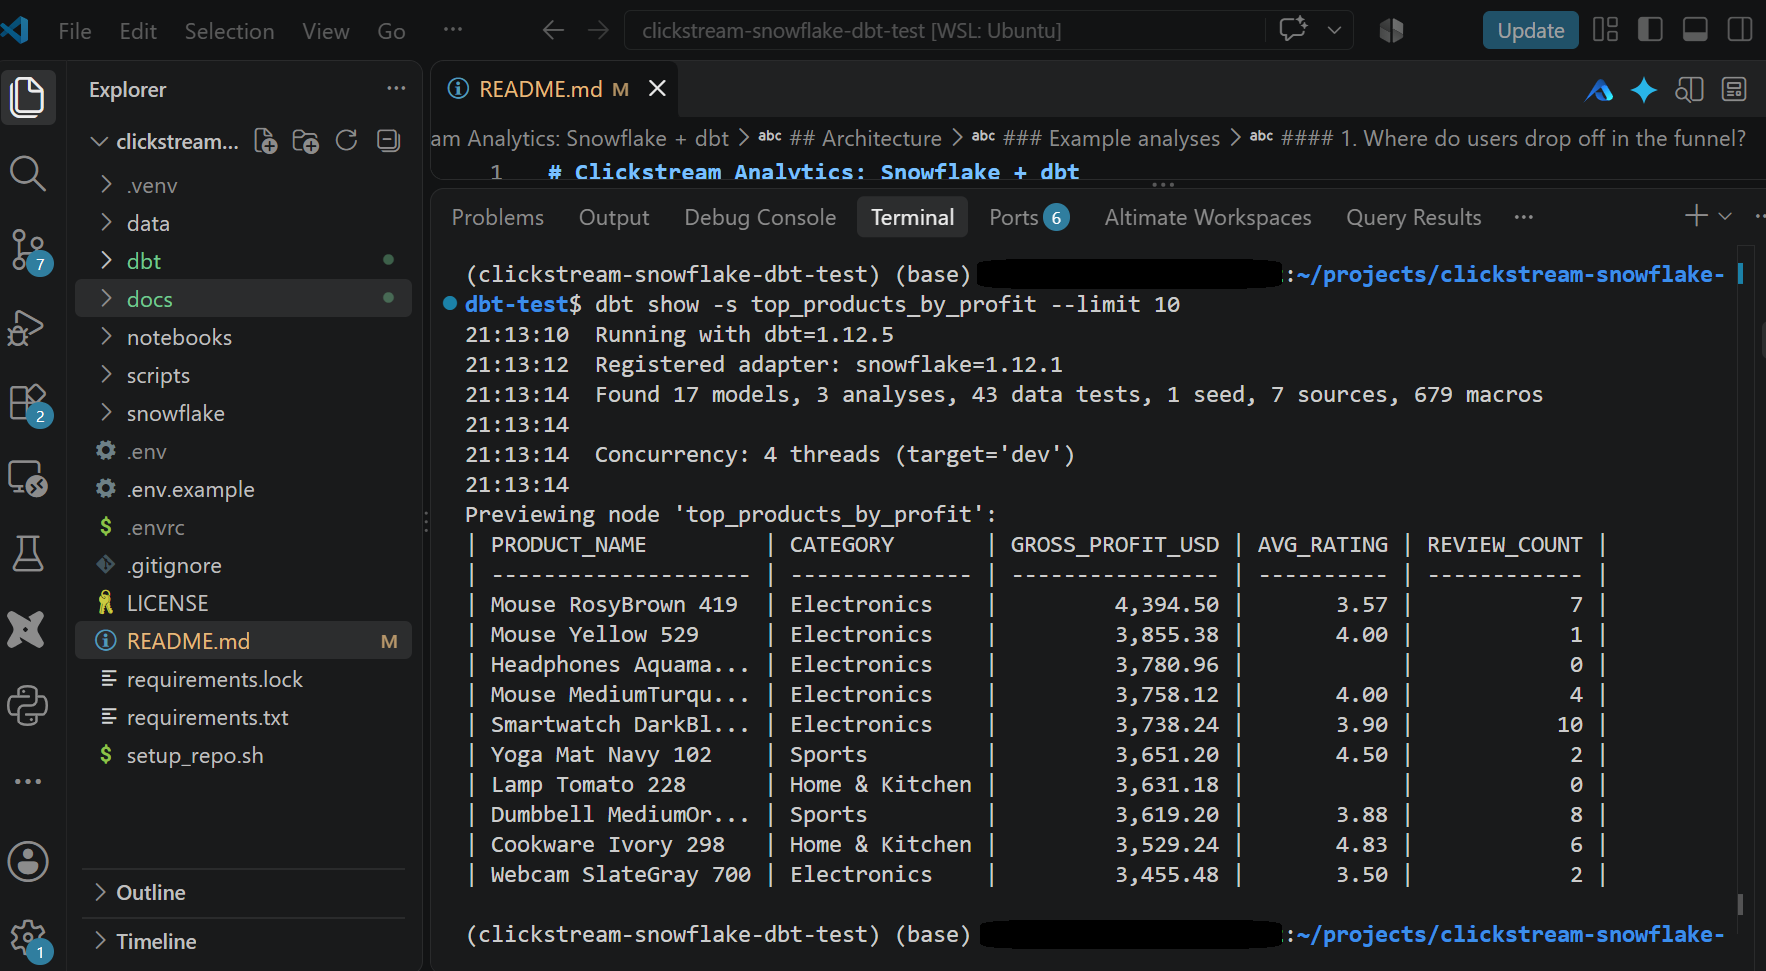 File Edit Selection View Go ··· clickstream-snowflake-dbt-test [WSL: Ubuntu] Update
Explorer ···
clickstream...
.venv
data
dbt
docs
notebooks
scripts
snowflake
.env
.env.example
$ .envrc
.gitignore
LICENSE
README.md M
requirements.lock
requirements.txt
$ setup_repo.sh
Outline
Timeline
7
2
1
README.md M
am Analytics: Snowflake + dbt > abc ## Architecture > abc ### Example analyses > abc #### 1. Where do users drop off in the funnel?
1 # Clickstream Analytics: Snowflake + dbt
Problems Output Debug Console Terminal Ports 6 Altimate Workspaces Query Results ···
(clickstream-snowflake-dbt-test) (base) :~/projects/clickstream-snowflake-
dbt-test$ dbt show -s top_products_by_profit --limit 10
21:13:10 Running with dbt=1.12.5
21:13:12 Registered adapter: snowflake=1.12.1
21:13:14 Found 17 models, 3 analyses, 43 data tests, 1 seed, 7 sources, 679 macros
21:13:14
21:13:14 Concurrency: 4 threads (target='dev')
21:13:14
Previewing node 'top_products_by_profit':
| PRODUCT_NAME | CATEGORY | GROSS_PROFIT_USD | AVG_RATING | REVIEW_COUNT |
| -------------------- | -------------- | ---------------- | ---------- | ------------ |
| Mouse RosyBrown 419 | Electronics | 4,394.50 | 3.57 | 7 |
| Mouse Yellow 529 | Electronics | 3,855.38 | 4.00 | 1 |
| Headphones Aquama... | Electronics | 3,780.96 | | 0 |
| Mouse MediumTurqu... | Electronics | 3,758.12 | 4.00 | 4 |
| Smartwatch DarkBl... | Electronics | 3,738.24 | 3.90 | 10 |
| Yoga Mat Navy 102 | Sports | 3,651.20 | 4.50 | 2 |
| Lamp Tomato 228 | Home & Kitchen | 3,631.18 | | 0 |
| Dumbbell MediumOr... | Sports | 3,619.20 | 3.88 | 8 |
| Cookware Ivory 298 | Home & Kitchen | 3,529.24 | 4.83 | 6 |
| Webcam SlateGray 700 | Electronics | 3,455.48 | 3.50 | 2 |
(clickstream-snowflake-dbt-test) (base) :~/projects/clickstream-snowflake-